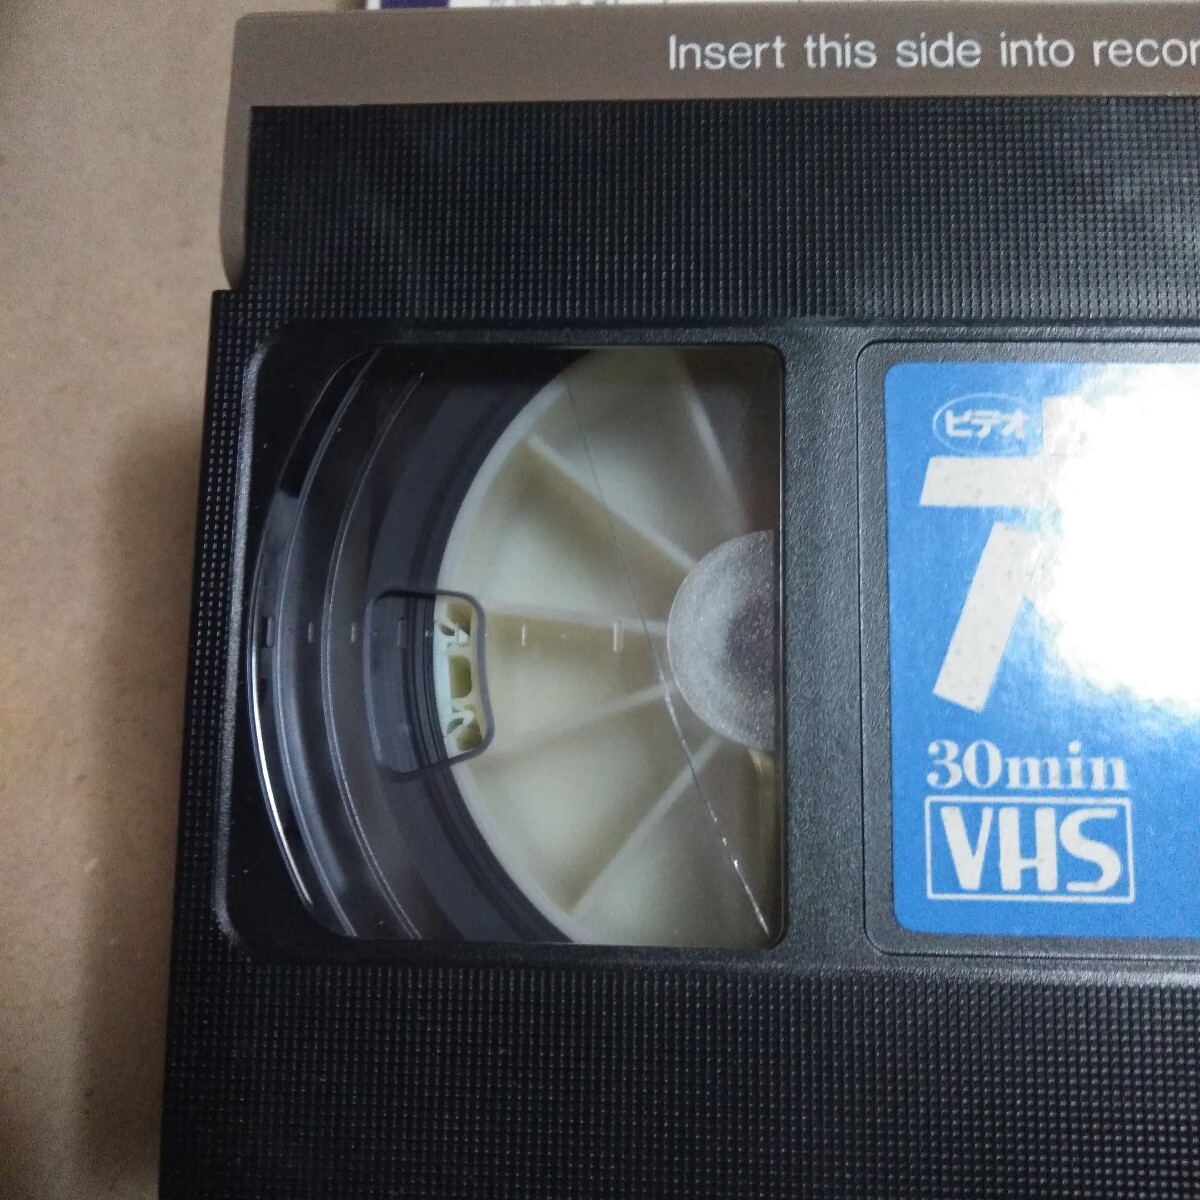 Insert this side into recor
ビデオ
30min
VHS